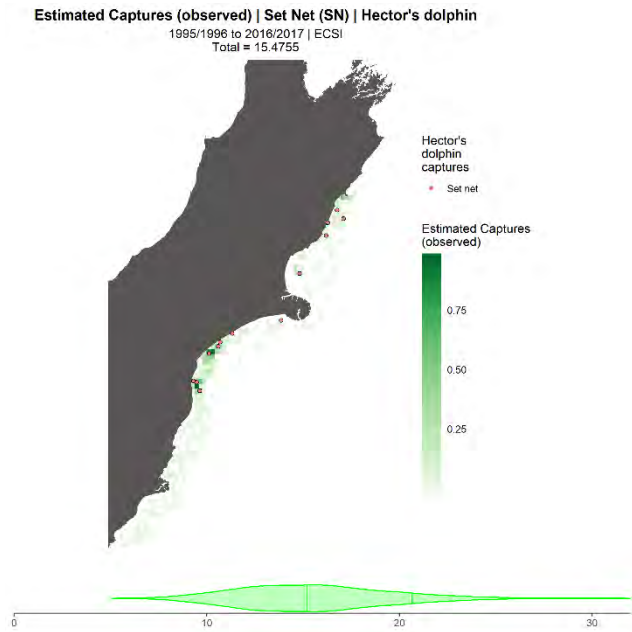 Estimated Captures (observed) | Set Net (SN) | Hector's dolphin
1995/1996 to 2016/2017 | ECSI
Total = 15.4755
Hector's
dolphin
captures
Set net
Estimated Captures
(observed)
0.75
0.50
0.25
0
10
20
30